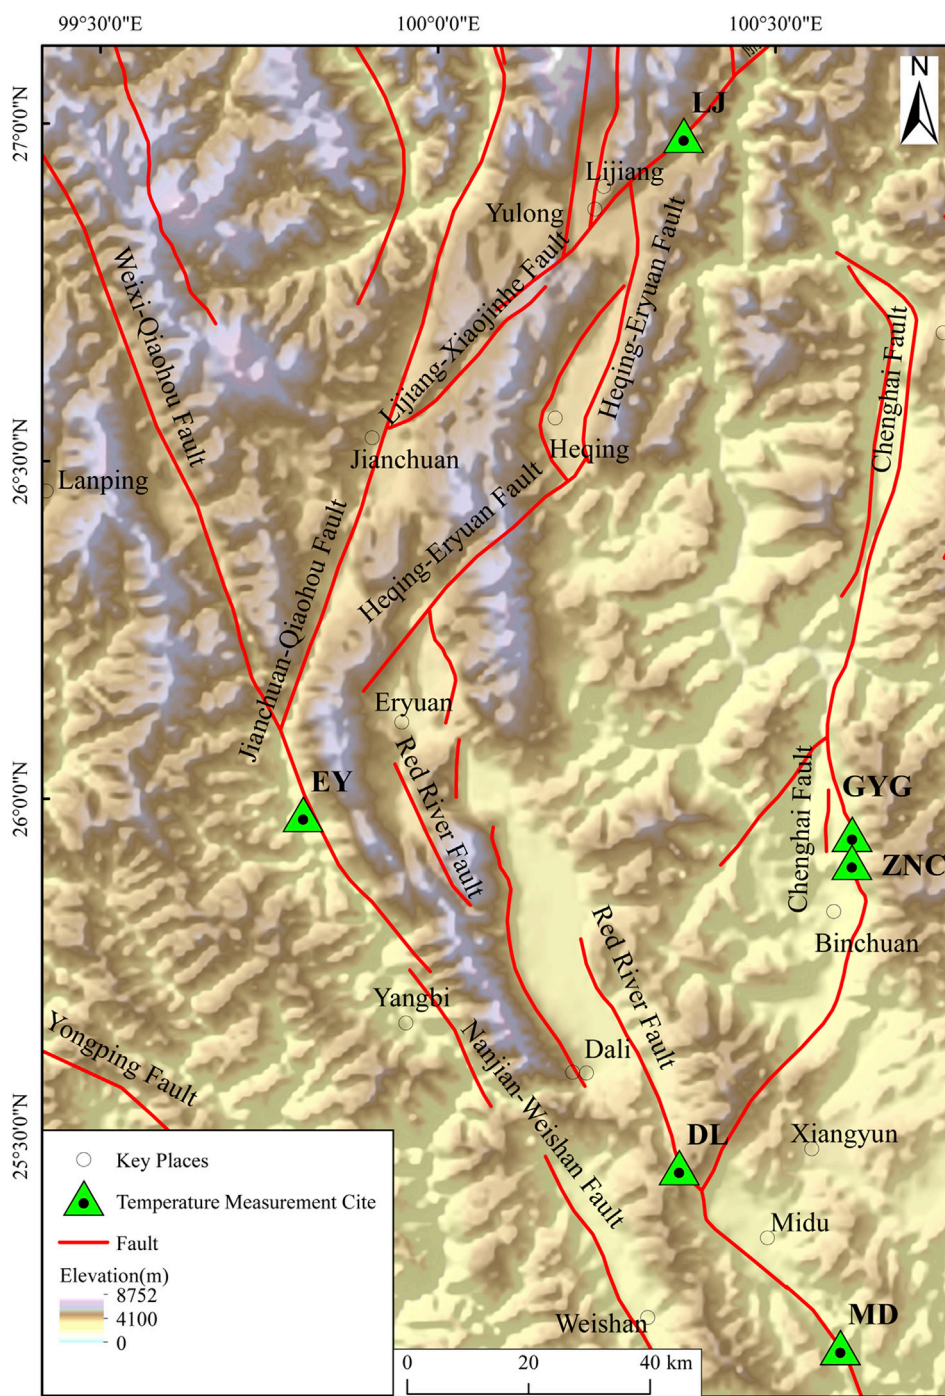 99°30'0"E
100°0'0"E
100°30'0"E
N
LJ
27°0'0"N
Lijiang
Yulong
Heqing-Eryuan Fault
Weixi-Qiaohou Fault
Lijiang-Xiaojinhe Fault
Chenghai Fault
Heqing
Jianchuan
26°30'0"N
Lanping
Heqing-Eryuan Fault
Jianchuan-Qiaohou Fault
Eryuan
Red River Fault
EY
GYG
26°0'0"N
Chenghai Fault
ZNC
Binchuan
Red River Fault
Yangbi
Nanjian-Weishan Fault
Yongping Fault
Dali
25°30'0"N
DL
Xiangyun
Midu
MD
Weishan
Key Places
Temperature Measurement Cite
Fault
Elevation(m)
8752
4100
0
0 20 40 km